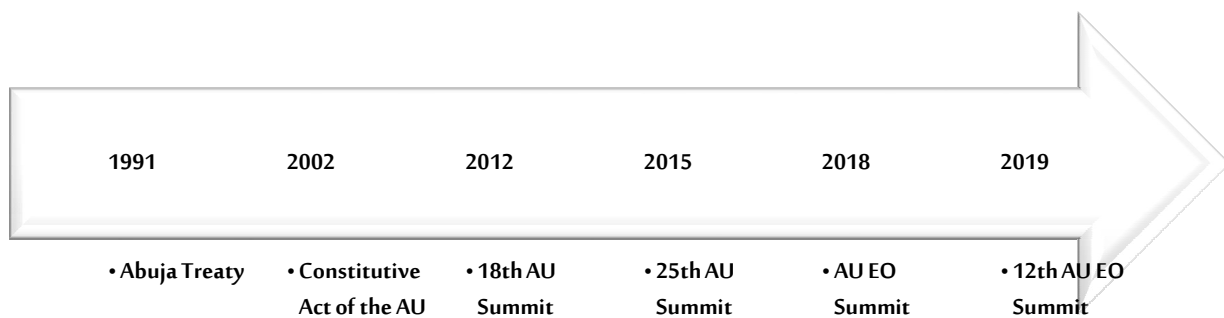 1991 2002 2012 2015 2018 2019
• Abuja Treaty • Constitutive • 18th AU • 25th AU • AU EO • 12th AU EO
Act of the AU Summit Summit Summit Summit